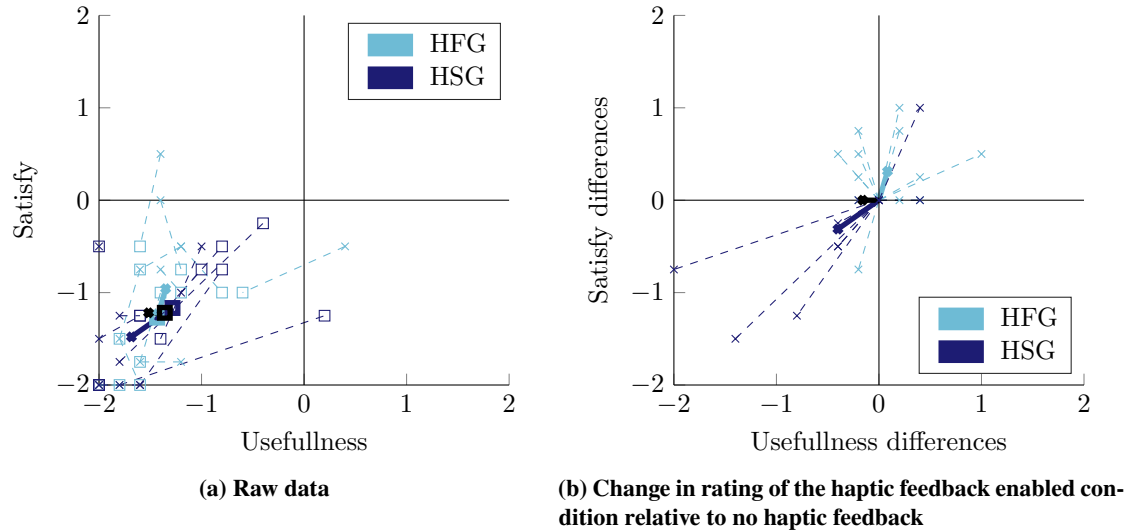 2
1
0
−1
−2
−2
−1
0
1
2
Satisfy
Usefullness
HFG
HSG
(a) Raw data
2
1
0
−1
−2
−2
−1
0
1
2
Satisfy differences
Usefullness differences
HFG
HSG
(b) Change in rating of the haptic feedback enabled con-
dition relative to no haptic feedback